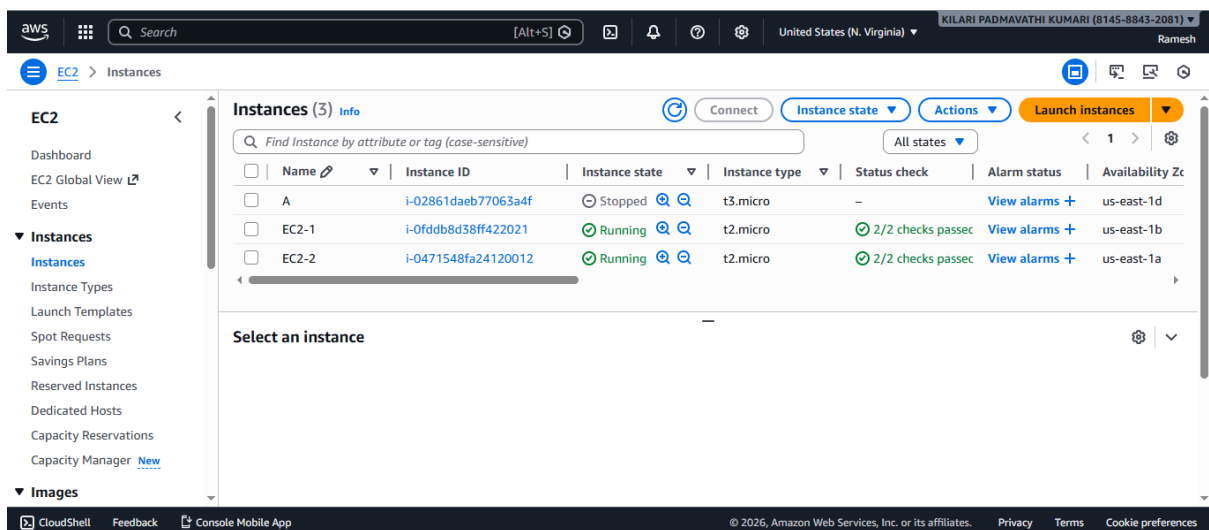 aws Search [Alt+S] United States (N. Virginia) ▼ KILARI PADMAVATHI KUMARI (8145-8843-2081) ▼
Ramesh
EC2 > Instances
EC2
Dashboard
EC2 Global View
Events
▼ Instances
Instances
Instance Types
Launch Templates
Spot Requests
Savings Plans
Reserved Instances
Dedicated Hosts
Capacity Reservations
Capacity Manager New
▼ Images
Instances (3) Info Connect Instance state ▼ Actions ▼ Launch instances ▼
Find Instance by attribute or tag (case-sensitive) All states ▼ < 1 >
Name Instance ID Instance state Instance type Status check Alarm status Availability Zo
A i-02861daeb77063a4f Stopped t3.micro – View alarms + us-east-1d
EC2-1 i-0fddb8d38ff422021 Running t2.micro 2/2 checks passec View alarms + us-east-1b
EC2-2 i-0471548fa24120012 Running t2.micro 2/2 checks passec View alarms + us-east-1a
Select an instance
CloudShell Feedback Console Mobile App © 2026, Amazon Web Services, Inc. or its affiliates. Privacy Terms Cookie preferences